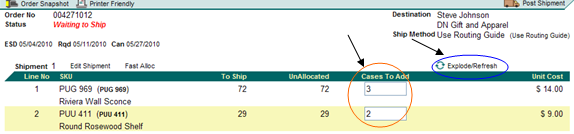 Order Snapshot Printer Friendly Post Shipment
Order No 004271012 Destination Steve Johnson
Status Waiting to Ship DN Gift and Apparel
Ship Method Use Routing Guide (Use Routing Guide)
ESD 05/04/2010 Rqd 05/11/2010 Can 05/27/2010
Shipment 1 Edit Shipment Fast Alloc Explode/Refresh
Line No SKU To Ship UnAllocated Cases To Add Unit Cost
1 PUG 969 (PUG 969) 72 72 3 $ 14.00
Riviera Wall Sconce
2 PUU 411 (PUU 411) 29 29 2 $ 9.00
Round Rosewood Shelf